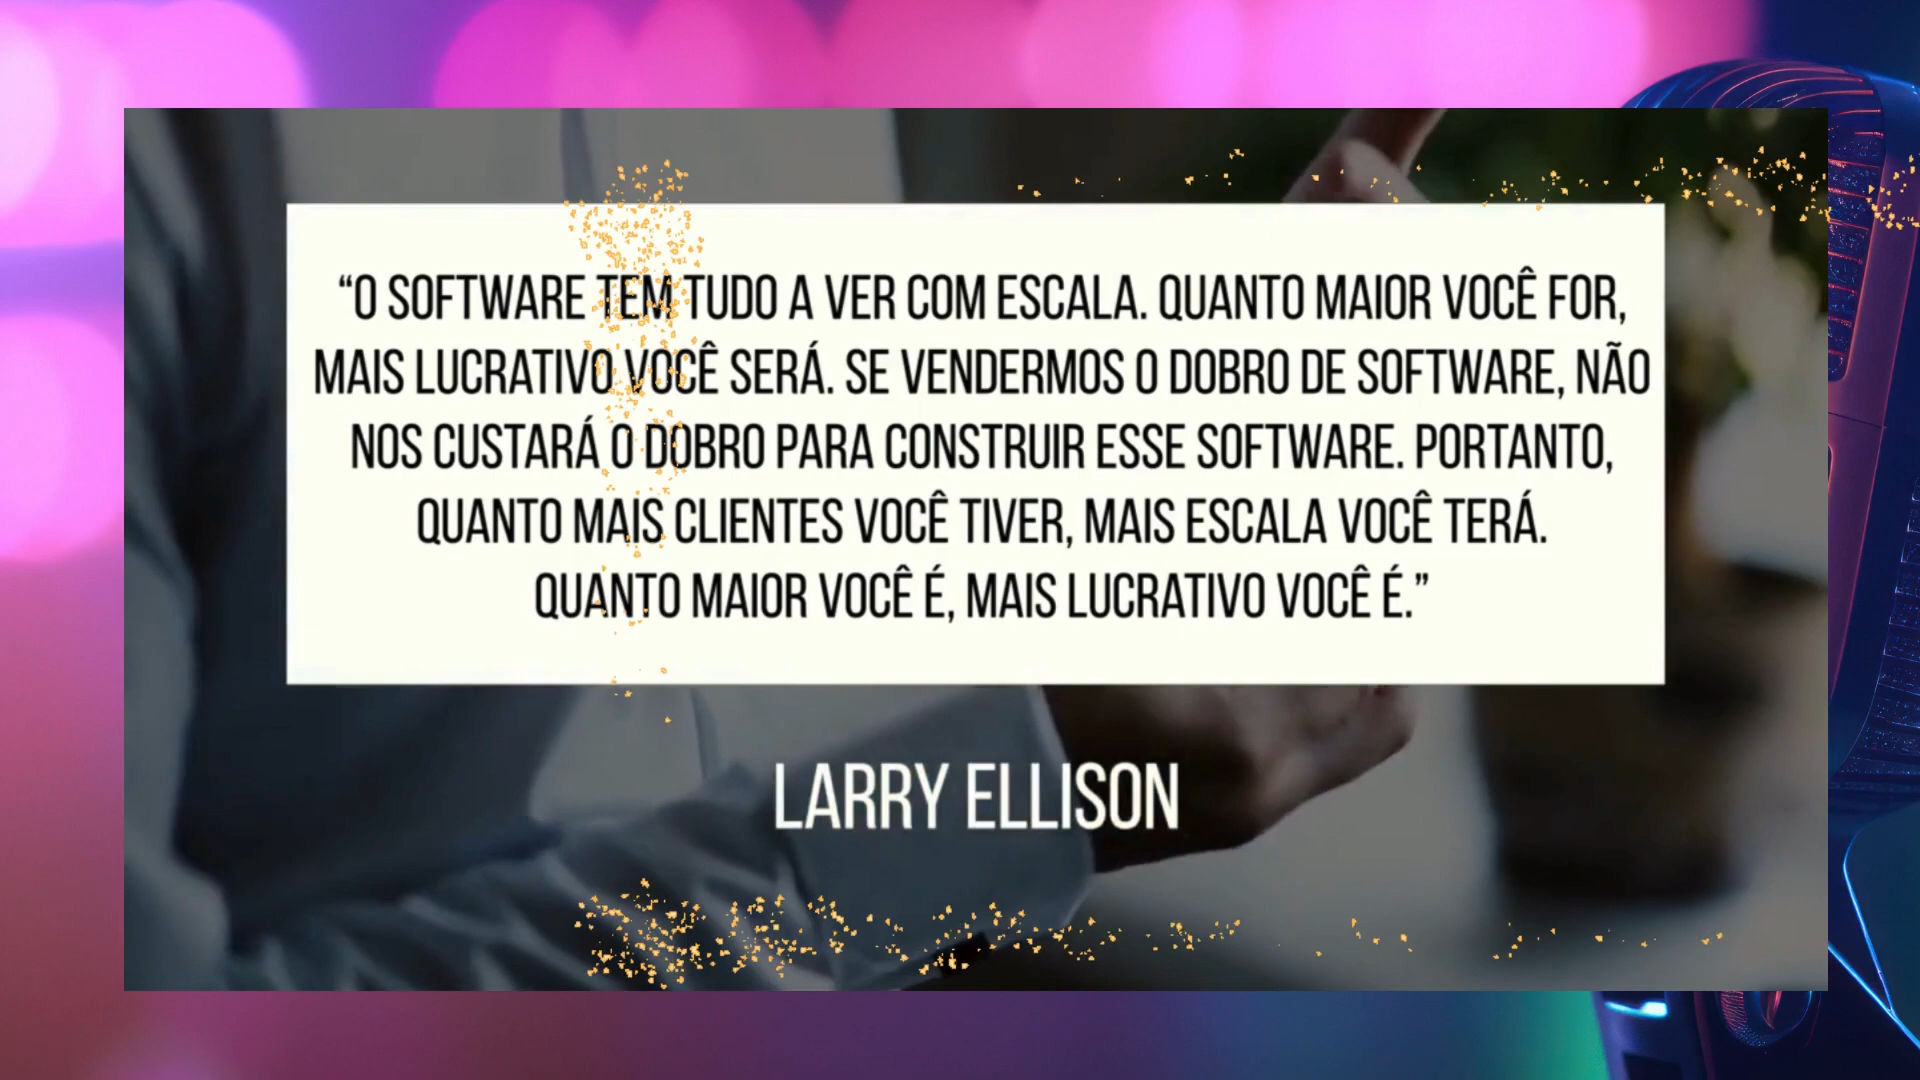 “O SOFTWARE TEM TUDO A VER COM ESCALA. QUANTO MAIOR VOCÊ FOR,
MAIS LUCRATIVO VOCÊ SERÁ. SE VENDERMOS O DOBRO DE SOFTWARE, NÃO
NOS CUSTARÁ O DOBRO PARA CONSTRUIR ESSE SOFTWARE. PORTANTO,
QUANTO MAIS CLIENTES VOCÊ TIVER, MAIS ESCALA VOCÊ TERÁ.
QUANTO MAIOR VOCÊ É, MAIS LUCRATIVO VOCÊ É.”
LARRY ELLISON